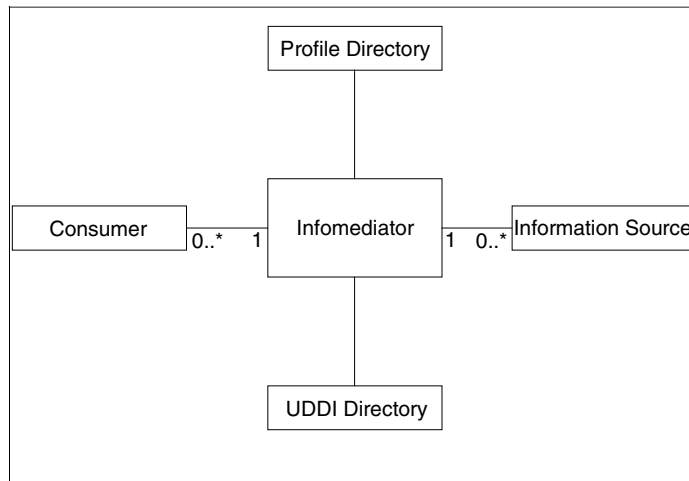 Profile Directory
Consumer
0..*
1
Infomediator
1
0..*
Information Source
UDDI Directory